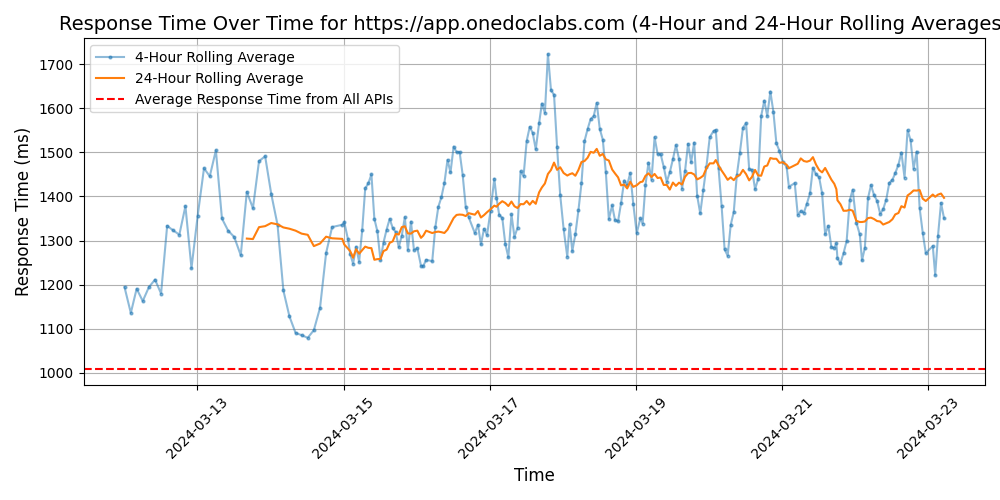 Response Time Over Time for https://app.onedoclabs.com (4-Hour and 24-Hour Rolling Averages
4-Hour Rolling Average
24-Hour Rolling Average
Average Response Time from All APIs
Response Time (ms)
1700
1600
1500
1400
1300
1200
1100
1000
2024-03-13
2024-03-15
2024-03-17
2024-03-19
2024-03-21
2024-03-23
Time